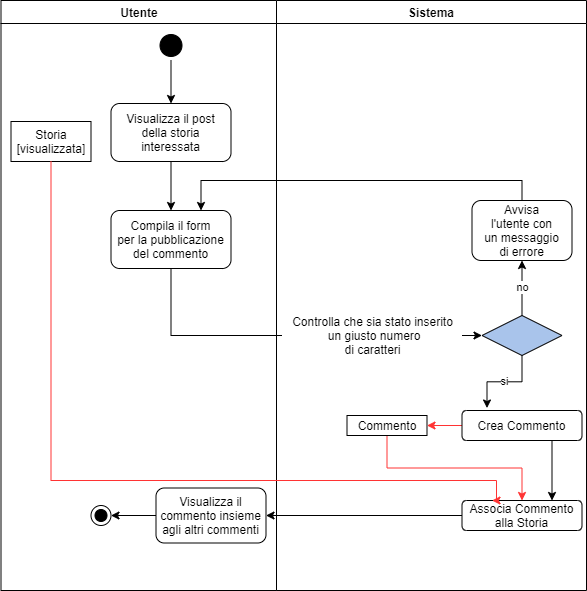 Utente
Sistema
Visualizza il post
della storia
interessata
Storia
[visualizzata]
Compila il form
per la pubblicazione
del commento
Avvisa
l'utente con
un messaggio
di errore
no
Controlla che sia stato inserito
un giusto numero
di caratteri
si
Commento
Crea Commento
Visualizza il
commento insieme
agli altri commenti
Associa Commento
alla Storia